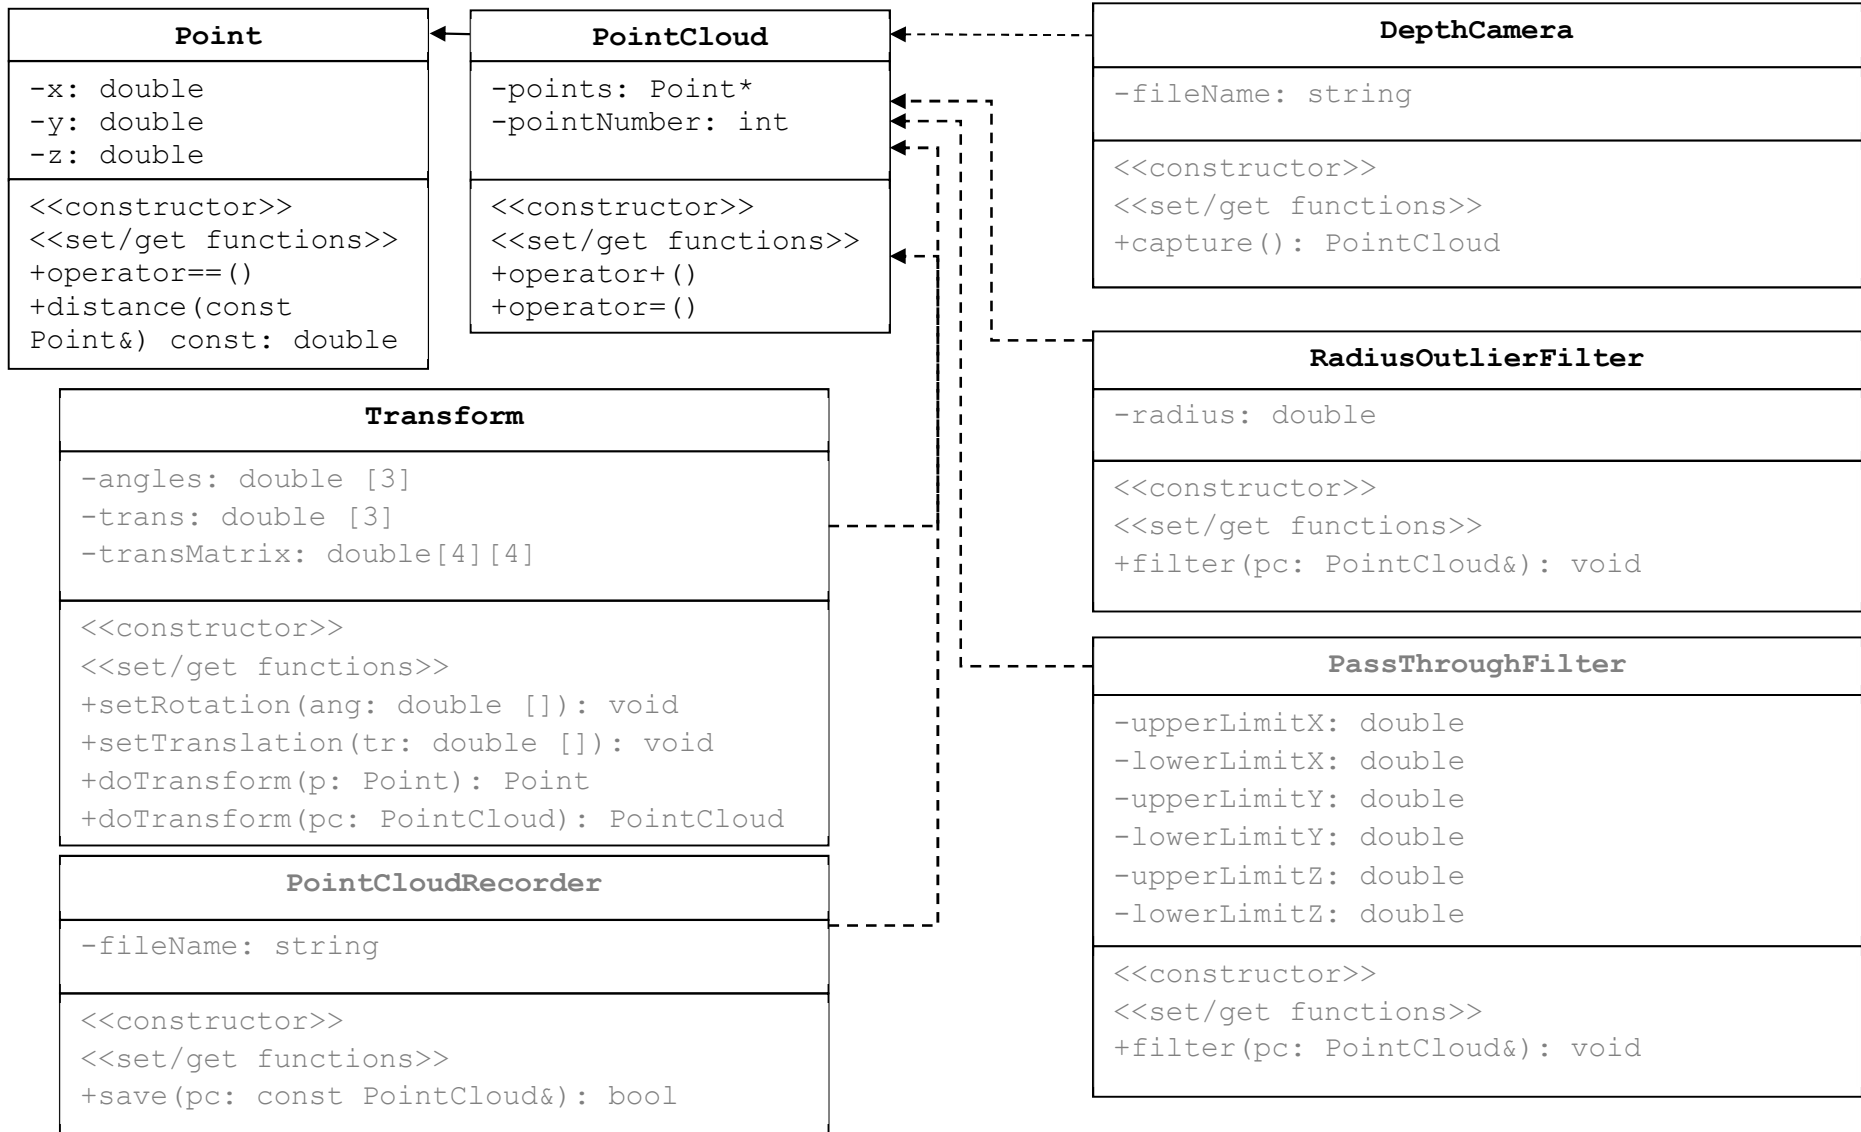 Point
-x: double
-y: double
-z: double
<<constructor>>
<<set/get functions>>
+operator==()
+distance(const
Point&) const: double
PointCloud
-points: Point*
-pointNumber: int
<<constructor>>
<<set/get functions>>
+operator+()
+operator=()
DepthCamera
-fileName: string
<<constructor>>
<<set/get functions>>
+capture(): PointCloud
RadiusOutlierFilter
-radius: double
<<constructor>>
<<set/get functions>>
+filter(pc: PointCloud&): void
Transform
-angles: double [3]
-trans: double [3]
-transMatrix: double[4][4]
<<constructor>>
<<set/get functions>>
+setRotation(ang: double []): void
+setTranslation(tr: double []): void
+doTransform(p: Point): Point
+doTransform(pc: PointCloud): PointCloud
PassThroughFilter
-upperLimitX: double
-lowerLimitX: double
-upperLimitY: double
-lowerLimitY: double
-upperLimitZ: double
-lowerLimitZ: double
<<constructor>>
<<set/get functions>>
+filter(pc: PointCloud&): void
PointCloudRecorder
-fileName: string
<<constructor>>
<<set/get functions>>
+save(pc: const PointCloud&): bool